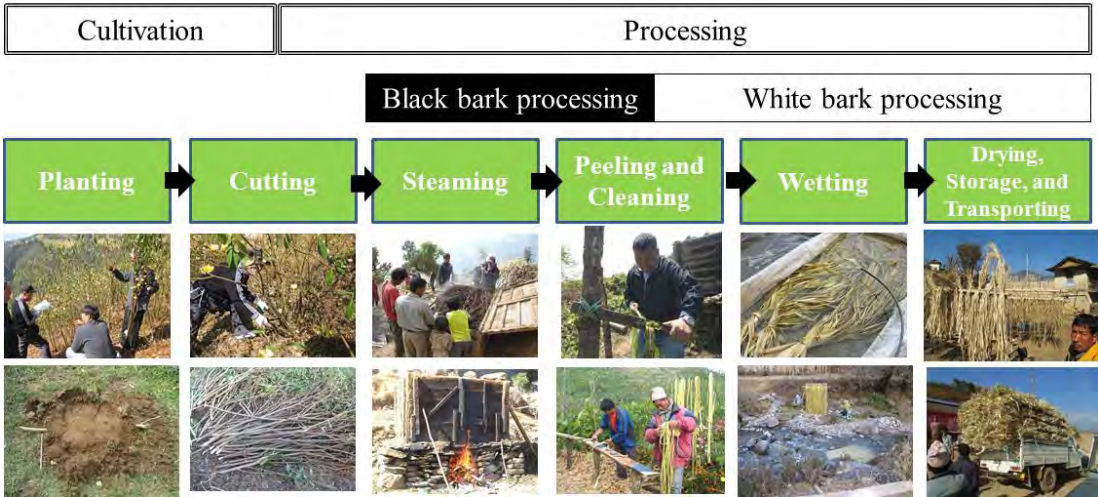 Cultivation
Processing
Black bark processing
White bark processing
Planting
Cutting
Steaming
Peeling and
Cleaning
Wetting
Drying,
Storage, and
Transporting